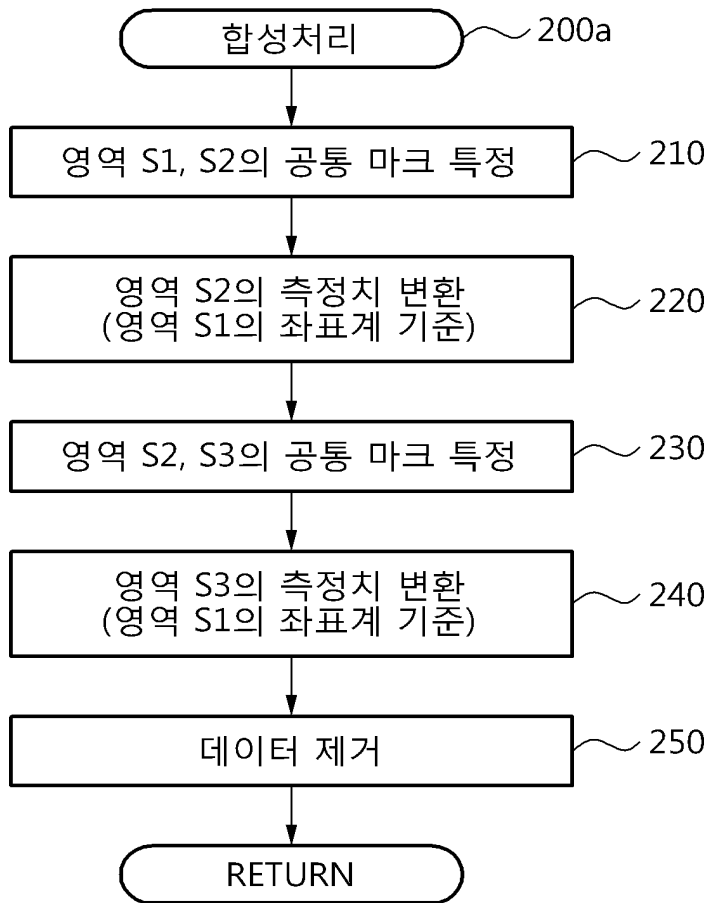 합성처리
200a
영역 S1, S2의 공통 마크 특정
210
영역 S2의 측정치 변환
(영역 S1의 좌표계 기준)
220
영역 S2, S3의 공통 마크 특정
230
영역 S3의 측정치 변환
(영역 S1의 좌표계 기준)
240
데이터 제거
250
RETURN